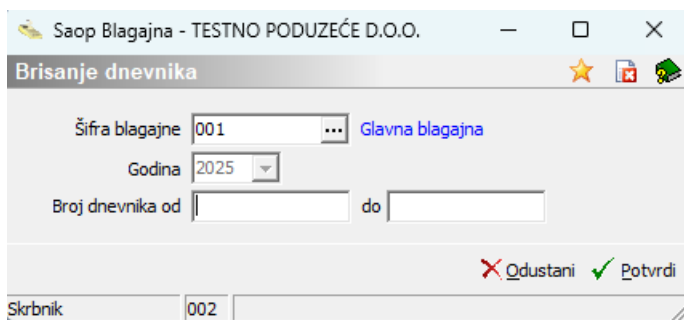 Saop Blagajna - TESTNO PODUZEĆE D.O.O.
Brisanje dnevnika
Šifra blagajne 001 ... Glavna blagajna
Godina 2025
Broj dnevnika od do
Odustani Potvrdi
Skrbnik 002